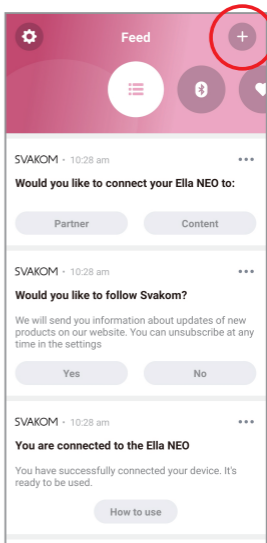 Feed
SVAKOM · 10:28 am
Would you like to connect your Ella NEO to:
Partner
Content
SVAKOM · 10:28 am
Would you like to follow Svakom?
We will send you information about updates of new
products on our website. You can unsubscribe at any
time in the settings
Yes
No
SVAKOM · 10:28 am
You are connected to the Ella NEO
You have successfully connected your device. It's
ready to be used.
How to use